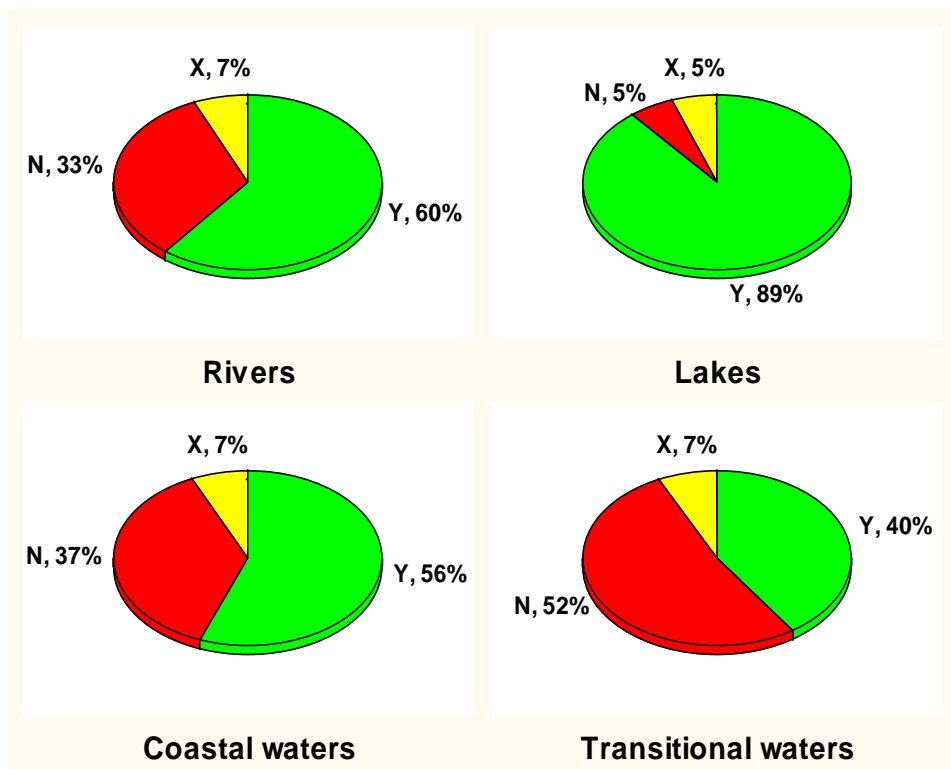 X, 7%
N, 33%
Y, 60%
Rivers
X, 5%
N, 5%
Y, 89%
Lakes
X, 7%
N, 37%
Y, 56%
Coastal waters
X, 7%
Y, 40%
N, 52%
Transitional waters